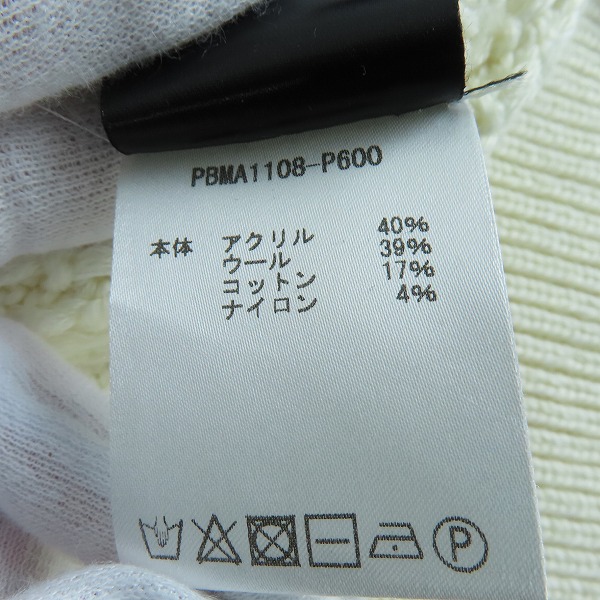 PBMA1108-P600
本体 アクリル 40%
ウール 39%
コットン 17%
ナイロン 4%
P